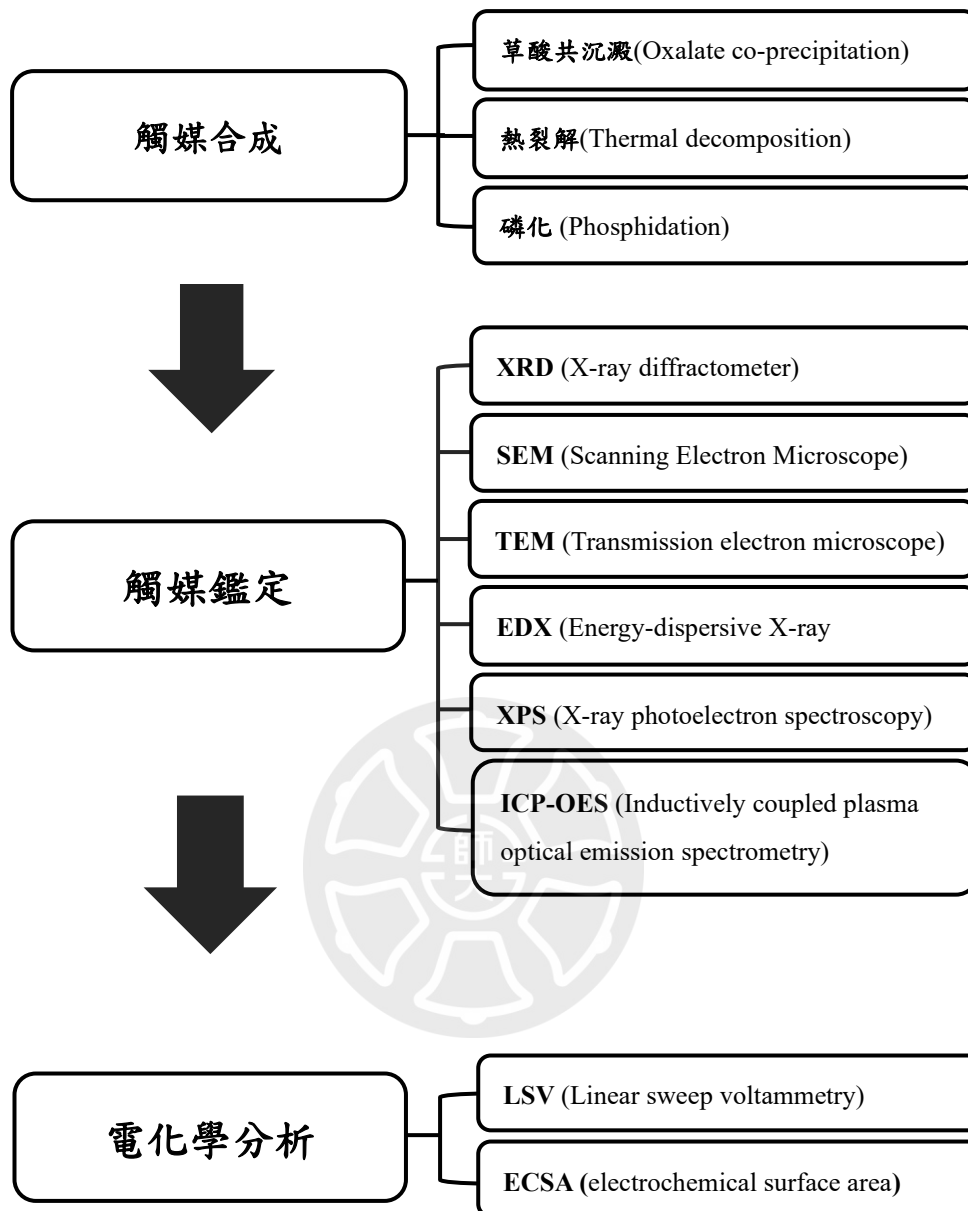 觸媒合成
草酸共沉澱(Oxalate co-precipitation)
熱裂解(Thermal decomposition)
磷化 (Phosphidation)
觸媒鑑定
XRD (X-ray diffractometer)
SEM (Scanning Electron Microscope)
TEM (Transmission electron microscope)
EDX (Energy-dispersive X-ray
XPS (X-ray photoelectron spectroscopy)
ICP-OES (Inductively coupled plasma
optical emission spectrometry)
師大
電化學分析
LSV (Linear sweep voltammetry)
ECSA (electrochemical surface area)